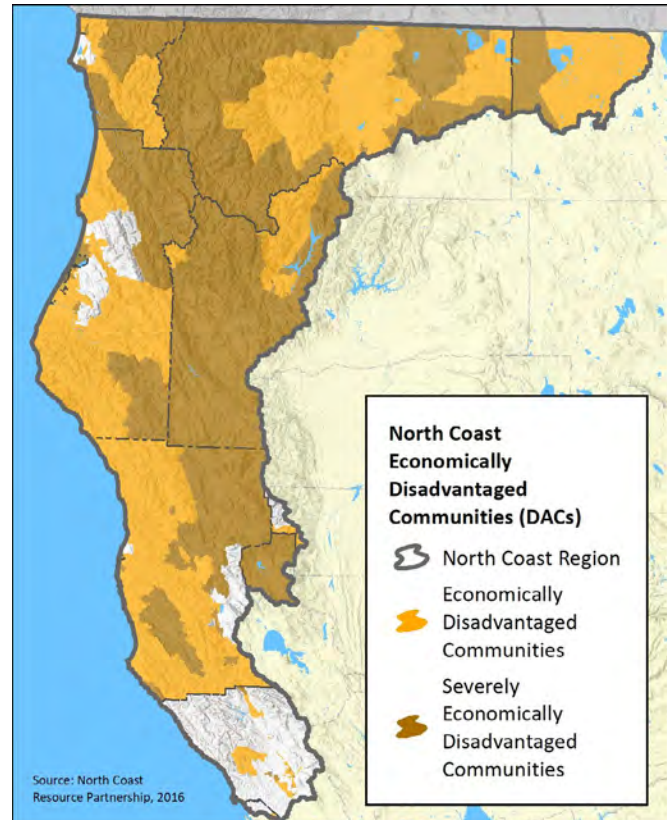 North Coast
Economically
Disadvantaged
Communities (DACs)
North Coast Region
Economically
Disadvantaged
Communities
Severely
Economically
Disadvantaged
Communities
Source: North Coast
Resource Partnership, 2016